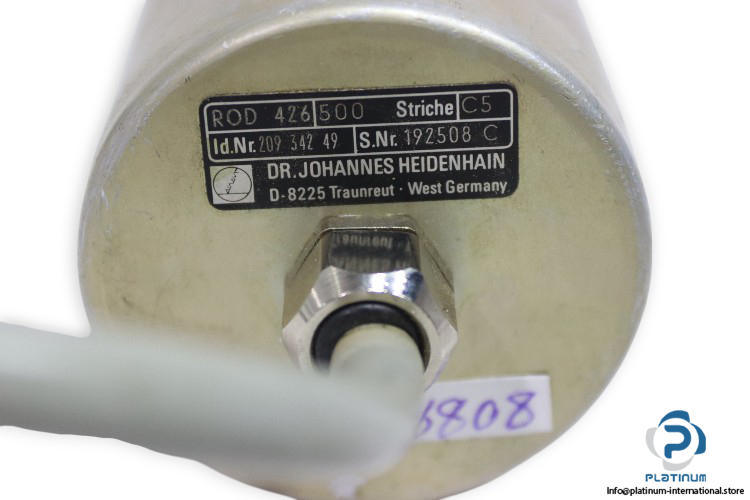 ROD 426 500 Striche C5
Id.Nr. 209 342 49 S.Nr. 192508 C
DR. JOHANNES HEIDENHAIN
D-8225 Traunreut · West Germany
PLATINUM
Info@platinum-international.store